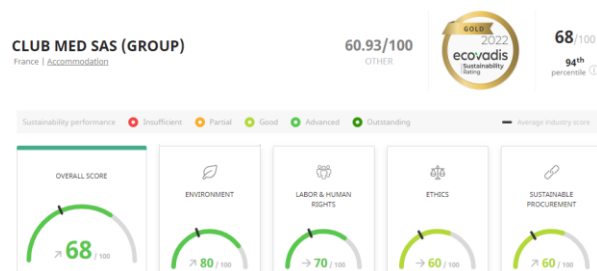 CLUB MED SAS (GROUP)
France | Accommodation
60.93/100
OTHER
GOLD
2022
ecovadis
Sustainability
Rating
68/100
94th
percentile
Sustainability performance Insufficient Partial Good Advanced Outstanding Average industry score
OVERALL SCORE
68 / 100
ENVIRONMENT
80 / 100
LABOR & HUMAN
RIGHTS
70 / 100
ETHICS
60 / 100
SUSTAINABLE
PROCUREMENT
60 / 100